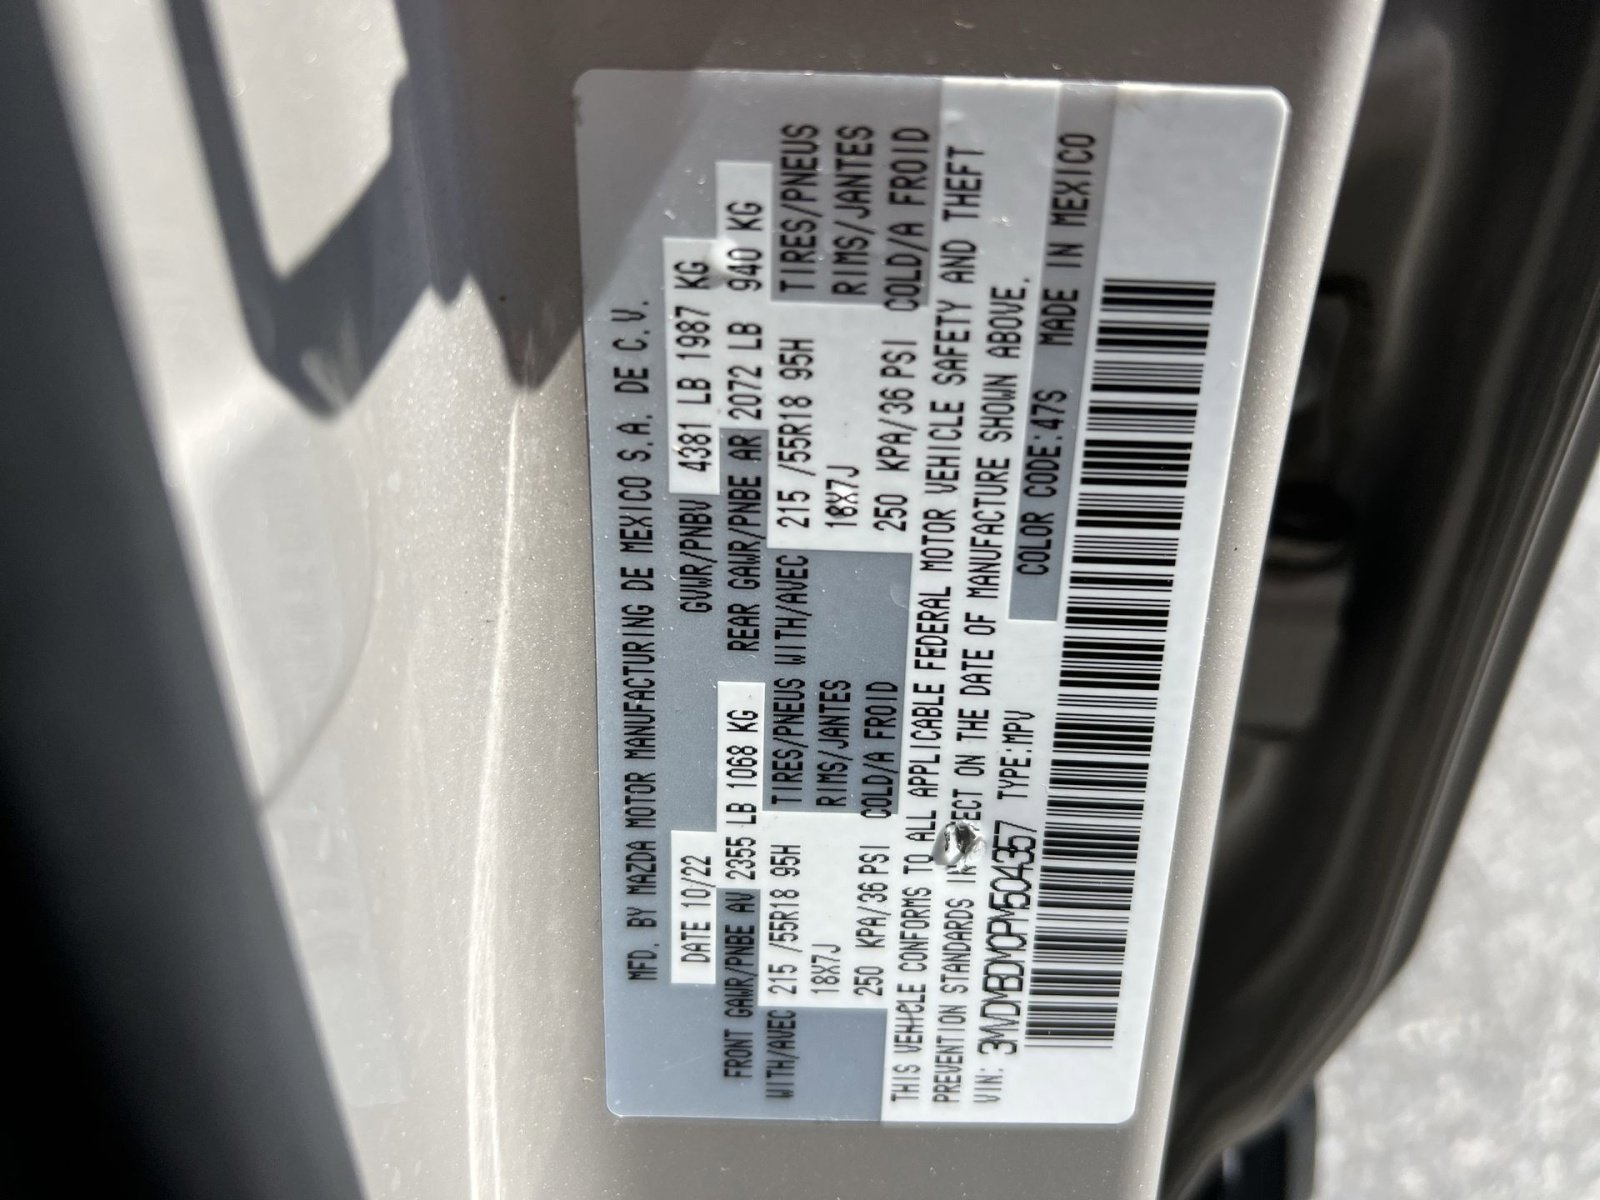 MFD. BY MAZDA MOTOR MANUFACTURING DE MEXICO S.A. DE C.V.
DATE 10/22 GVWR/PNBV 4381 LB 1987 KG
FRONT GAWR/PNBE AV 2355 LB 1068 KG REAR GAWR/PNBE AR 2072 LB 940 KG
WITH/AVEC 215 /55R18 95H TIRES/PNEUS WITH/AVEC 215 /55R18 95H TIRES/PNEUS
18X7J RIMS/JANTES 18X7J RIMS/JANTES
250 KPA/36 PSI COLD/A FROID 250 KPA/36 PSI COLD/A FROID
THIS VEHICLE CONFORMS TO ALL APPLICABLE FEDERAL MOTOR VEHICLE SAFETY AND THEFT
PREVENTION STANDARDS IN ON THE DATE OF MANUFACTURE SHOWN ABOVE.
VIN: 3MVDMBDM0PM504357 TYPE:MPV COLOR CODE:47S MADE IN MEXICO